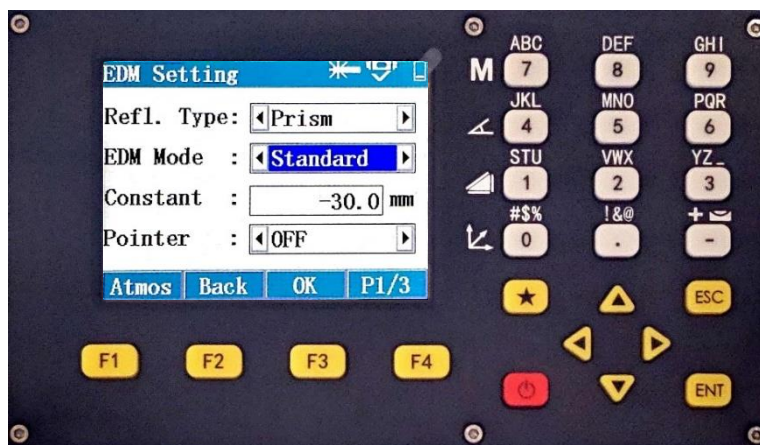 EDM Setting
Refl. Type: Prism
EDM Mode : Standard
Constant : -30.0 mm
Pointer : OFF
Atmos Back OK P1/3
F1 F2 F3 F4
ABC DEF GHI
M 7 8 9
JKL MNO PQR
4 5 6
STU VWX YZ_
1 2 3
#$% !&@ +
0 . -
★ ESC
ENT